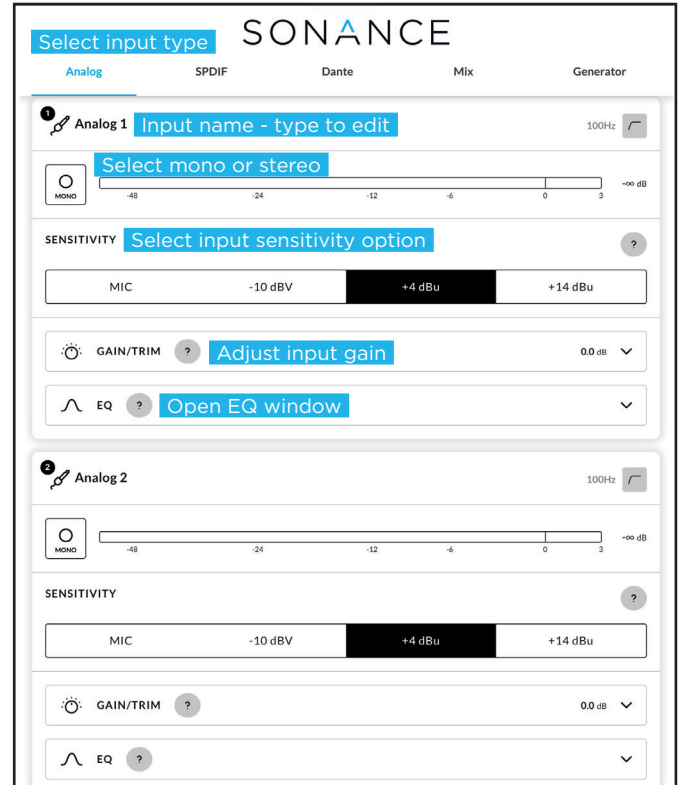 SONANCE
Select input type
Analog SPDIF Dante Mix Generator
1 Analog 1 Input name - type to edit 100Hz
Select mono or stereo
MONO -48 -24 -12 -6 0 3 -∞ dB
SENSITIVITY Select input sensitivity option ?
MIC -10 dBV +4 dBu +14 dBu
GAIN/TRIM ? Adjust input gain 0.0 dB
EQ ? Open EQ window
2 Analog 2 100Hz
MONO -48 -24 -12 -6 0 3 -∞ dB
SENSITIVITY ?
MIC -10 dBV +4 dBu +14 dBu
GAIN/TRIM ? 0.0 dB
EQ ?